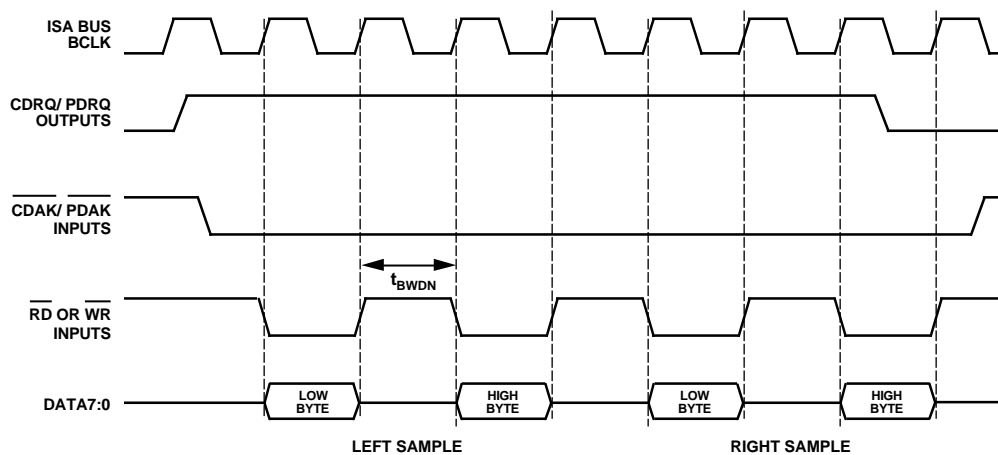 ISA BUS
BCLK
CDRQ/ PDRQ
OUTPUTS
CDAK/ PDAK
INPUTS
tBWDN
RD OR WR
INPUTS
DATA7:0
LOW
BYTE
HIGH
BYTE
LOW
BYTE
HIGH
BYTE
LEFT SAMPLE
RIGHT SAMPLE